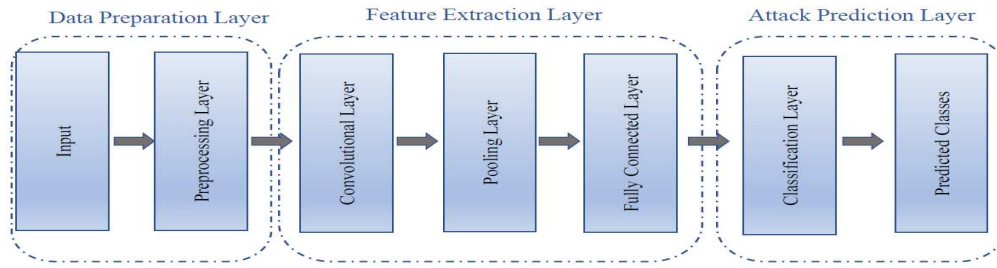 Data Preparation Layer
Feature Extraction Layer
Attack Prediction Layer
Input
Preprocessing Layer
Convolutional Layer
Pooling Layer
Fully Connected Layer
Classification Layer
Predicted Classes